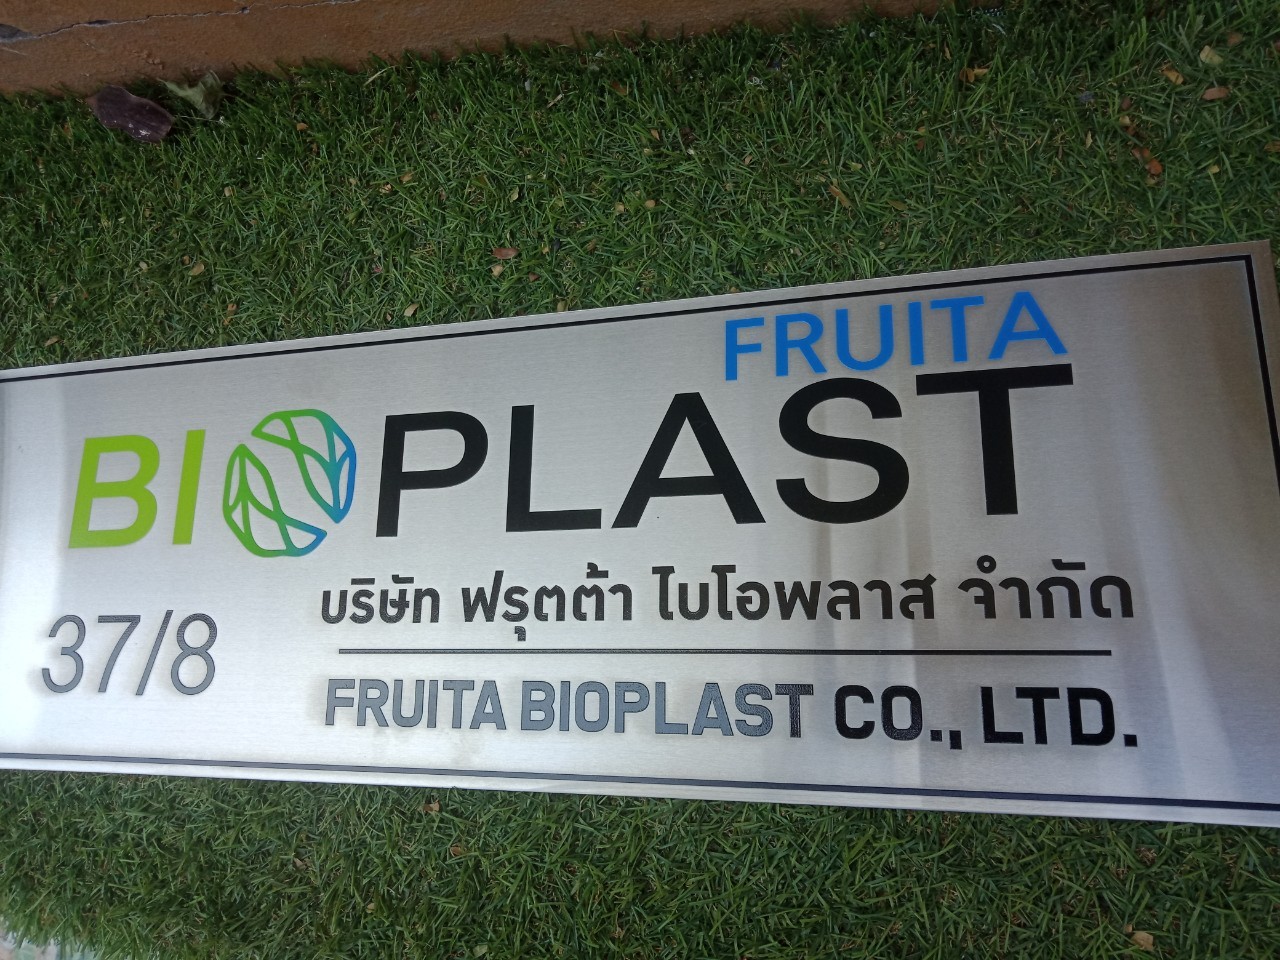 FRUITA
BIOPLAST
บริษัท ฟรุตต้า ไบโอพลาส จำกัด
37/8
FRUITA BIOPLAST CO., LTD.